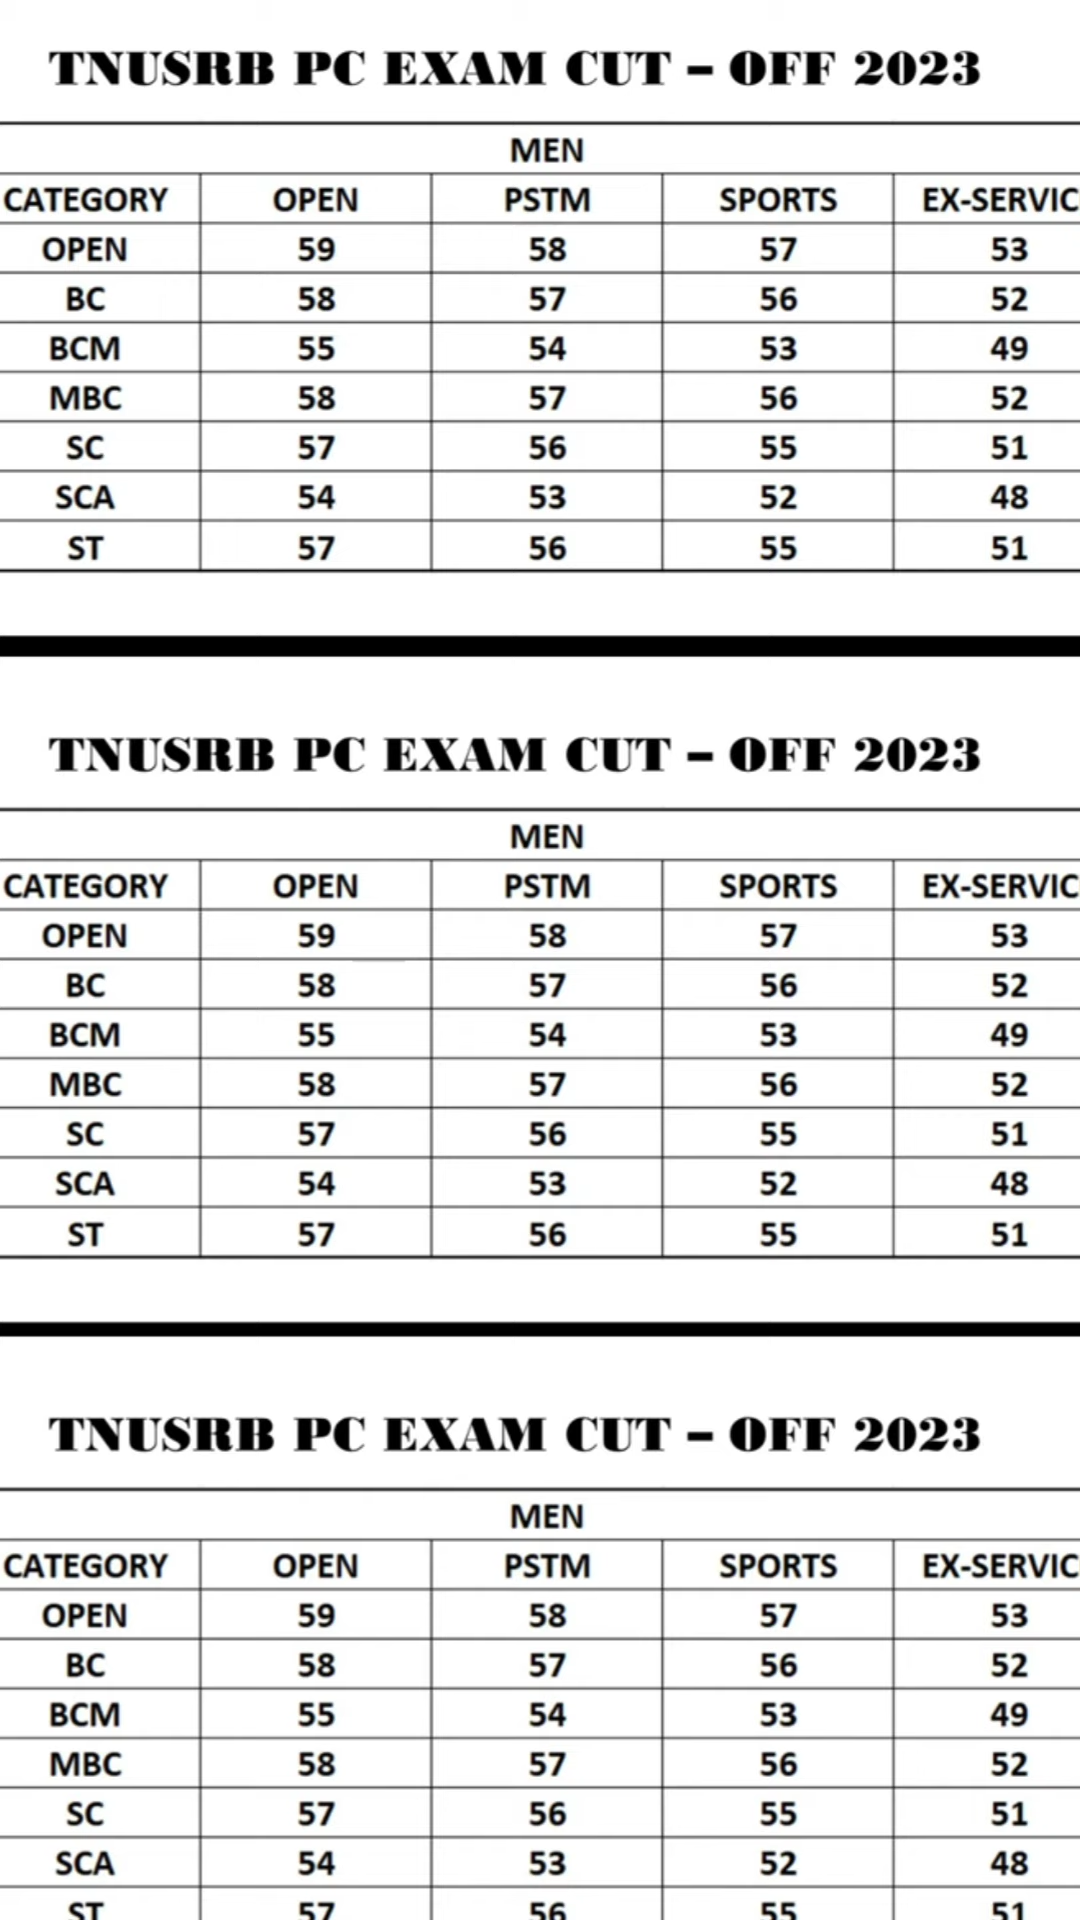 TNUSRB PC EXAM CUT – OFF 2023
MEN
CATEGORY OPEN PSTM SPORTS EX-SERVIC
OPEN 59 58 57 53
BC 58 57 56 52
BCM 55 54 53 49
MBC 58 57 56 52
SC 57 56 55 51
SCA 54 53 52 48
ST 57 56 55 51
TNUSRB PC EXAM CUT – OFF 2023
MEN
CATEGORY OPEN PSTM SPORTS EX-SERVIC
OPEN 59 58 57 53
BC 58 57 56 52
BCM 55 54 53 49
MBC 58 57 56 52
SC 57 56 55 51
SCA 54 53 52 48
ST 57 56 55 51
TNUSRB PC EXAM CUT – OFF 2023
MEN
CATEGORY OPEN PSTM SPORTS EX-SERVIC
OPEN 59 58 57 53
BC 58 57 56 52
BCM 55 54 53 49
MBC 58 57 56 52
SC 57 56 55 51
SCA 54 53 52 48
ST 57 56 55 51